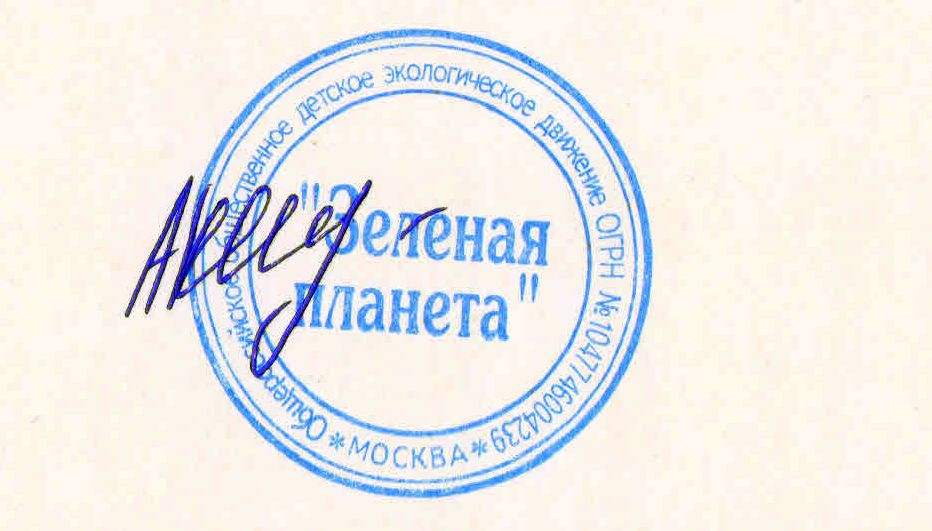 Общероссийское общественное детское экологическое движение ОГРН №1047746004239
"Зеленая
планета"
* МОСКВА *